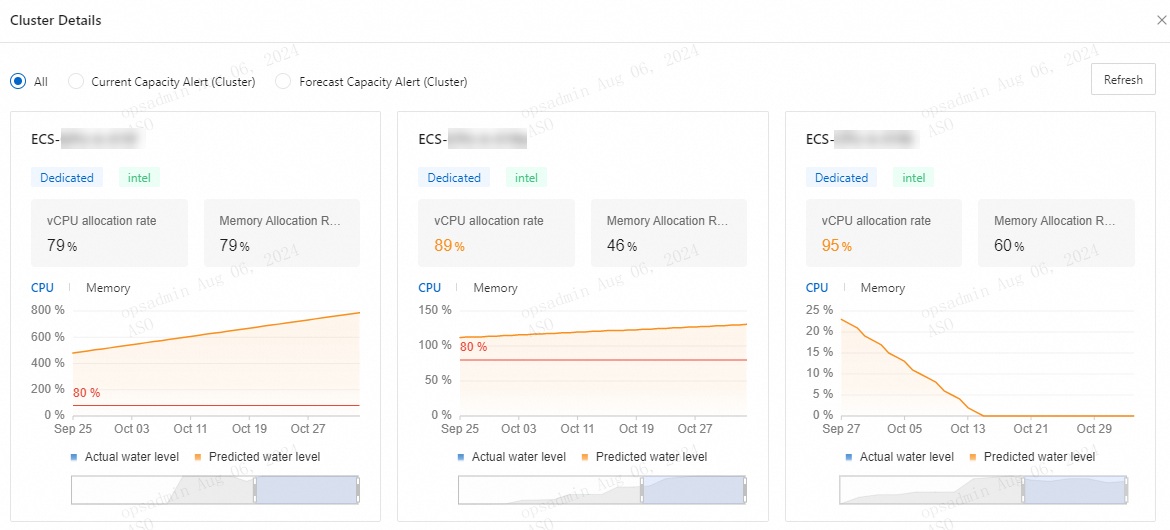 Cluster Details
All Current Capacity Alert (Cluster) Forecast Capacity Alert (Cluster) Refresh
ECS-
Dedicated intel
vCPU allocation rate Memory Allocation R...
79% 79%
CPU Memory
800 %
600 %
400 %
200 %
80 %
0 %
Sep 25 Oct 03 Oct 11 Oct 19 Oct 27
Actual water level Predicted water level
ECS-
Dedicated intel
vCPU allocation rate Memory Allocation R...
89% 46%
CPU Memory
150 %
100 %
80 %
50 %
0 %
Sep 25 Oct 03 Oct 11 Oct 19 Oct 27
Actual water level Predicted water level
ECS-
Dedicated intel
vCPU allocation rate Memory Allocation R...
95% 60%
CPU Memory
25 %
20 %
15 %
10 %
5 %
0 %
Sep 27 Oct 05 Oct 13 Oct 21 Oct 29
Actual water level Predicted water level
opsadmin Aug 06, 2024
ASO